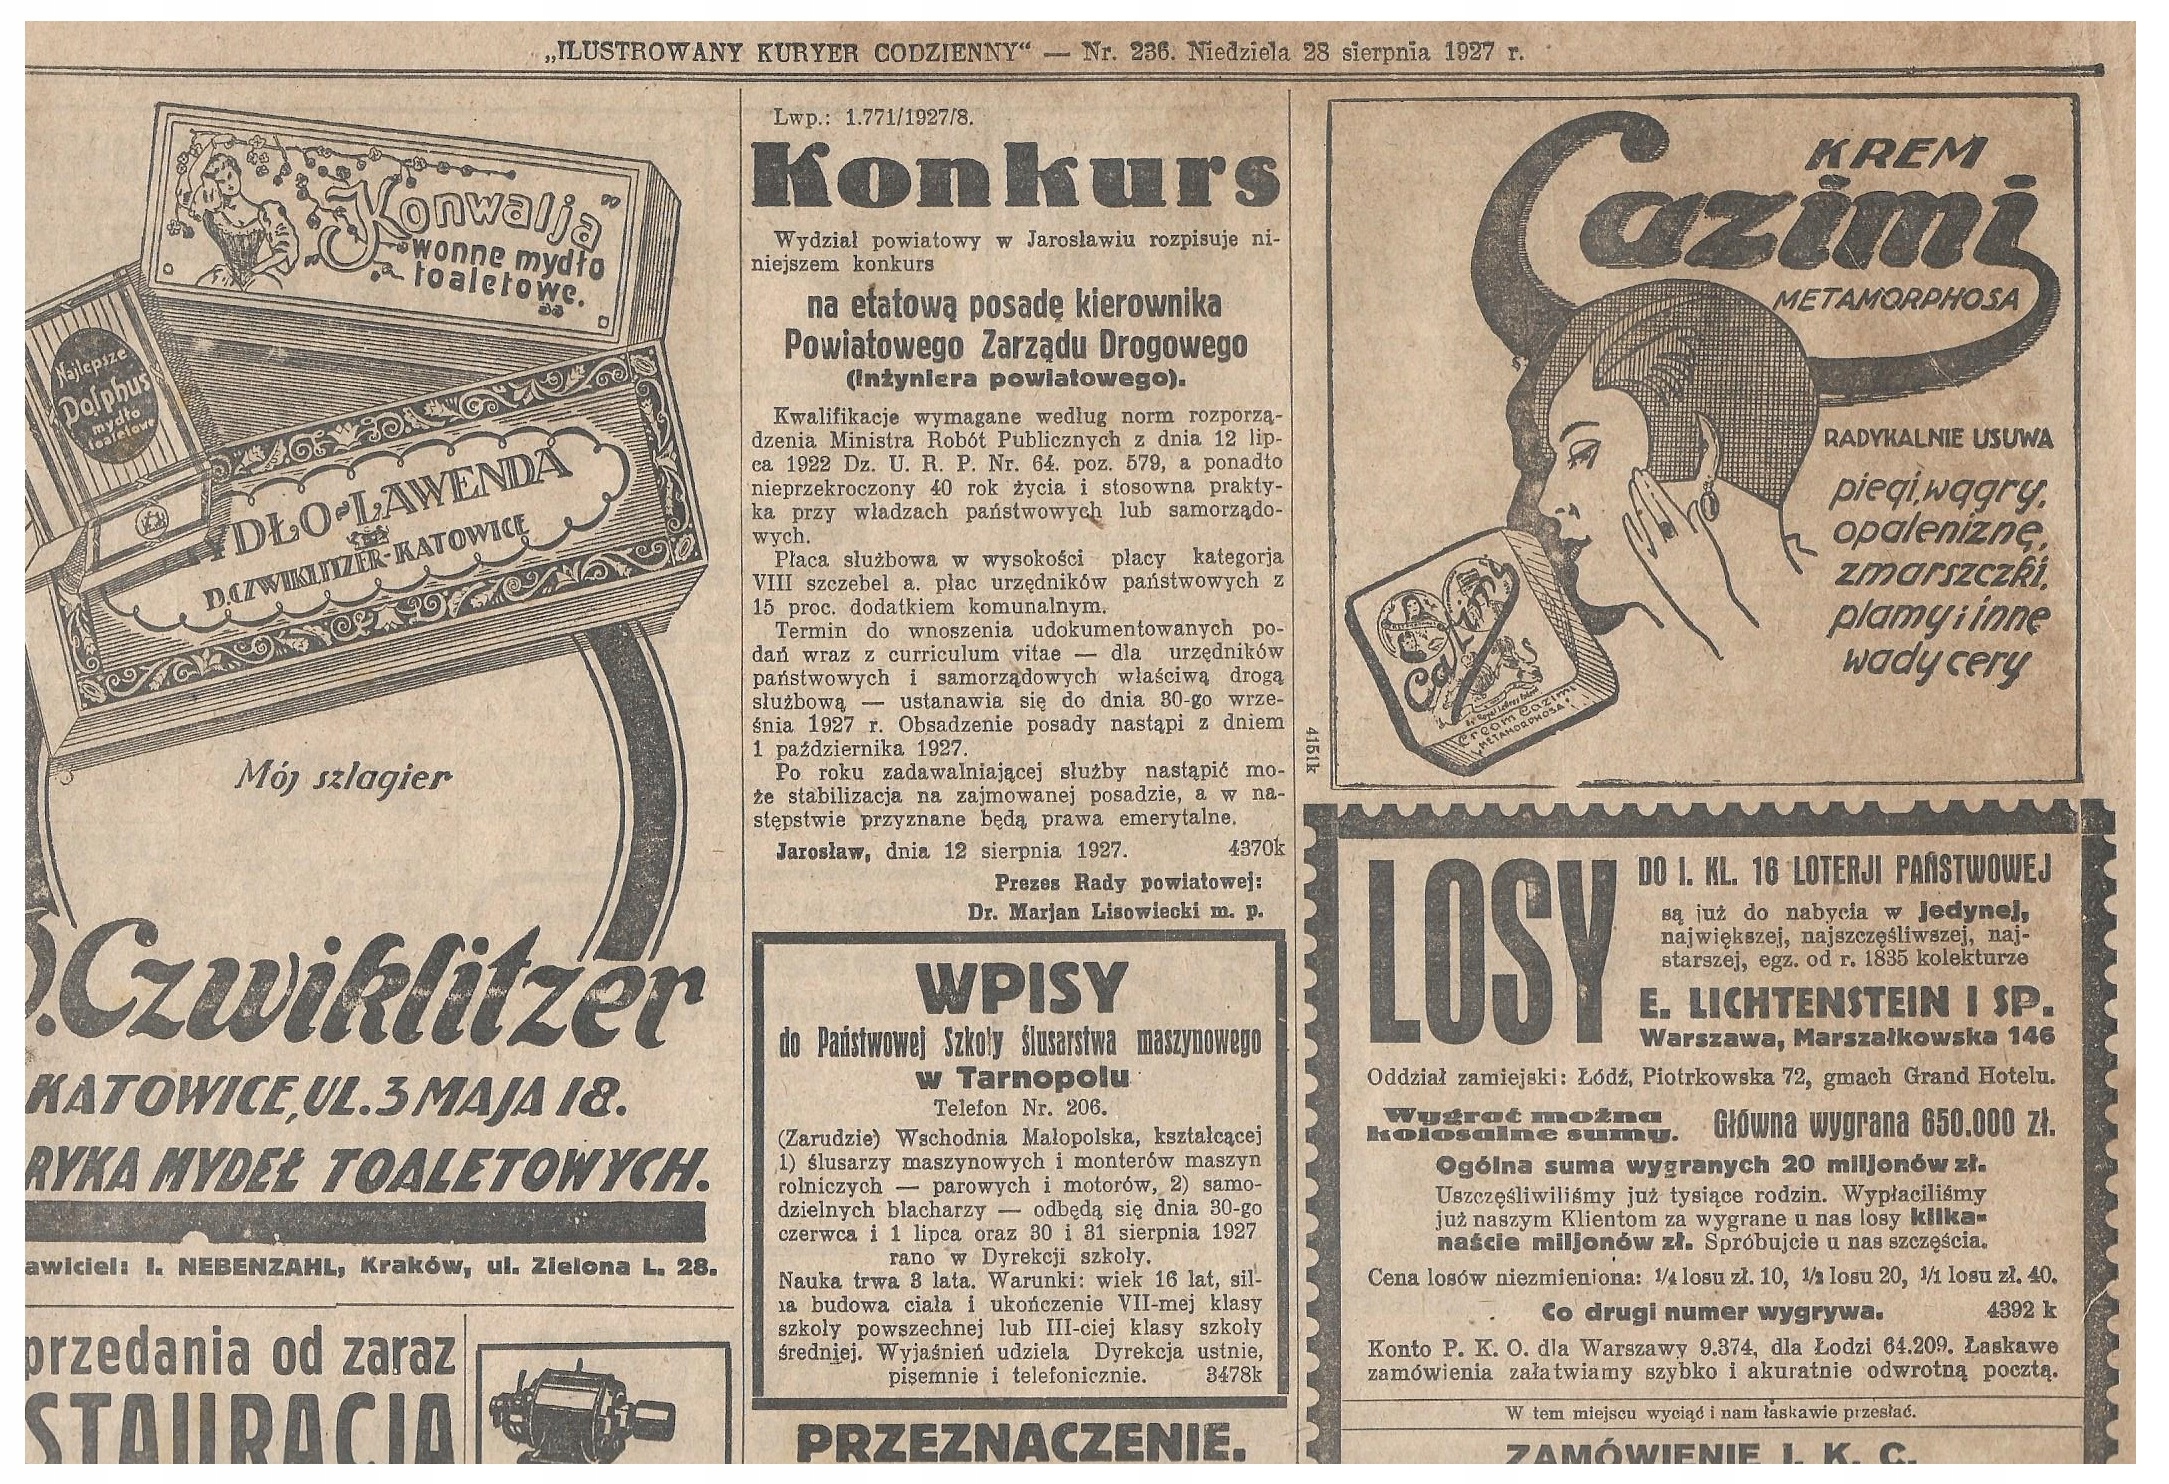 „ILUSTROWANY KURYER CODZIENNY“ — Nr. 236. Niedziela 28 sierpnia 1927 r.
„Konwalja”
wonne mydło
toaletowe.
Najlepsze
Dolphus
mydło
toaletowe
DŁO-LAWENDA
D.CZWIKLITZER-KATOWICE
Mój szlagier
D.Czwiklitzer
KATOWICE, UL. 3 MAJA 18.
RYKA MYDEŁ TOALETOWYCH.
awiciel: I. NEBENZAHL, Kraków, ul. Zielona L. 28.
przedania od zaraz
STAURACJA
Lwp.: 1.771/1927/8.
Konkurs
Wydział powiatowy w Jarosławiu rozpisuje ni-
niejszem konkurs
na etatową posadę kierownika
Powiatowego Zarządu Drogowego
(Inżyniera powiatowego).
Kwalifikacje wymagane według norm rozporzą-
dzenia Ministra Robót Publicznych z dnia 12 lip-
ca 1922 Dz. U. R. P. Nr. 64. poz. 579, a ponadto
nieprzekroczony 40 rok życia i stosowna prakty-
ka przy władzach państwowych lub samorządo-
wych.
Płaca służbowa w wysokości płacy kategorja
VIII szczebel a. płac urzędników państwowych z
15 proc. dodatkiem komunalnym.
Termin do wnoszenia udokumentowanych po-
dań wraz z curriculum vitae — dla urzędników
państwowych i samorządowych właściwą drogą
służbową — ustanawia się do dnia 30-go wrze-
śnia 1927 r. Obsadzenie posady nastąpi z dniem
1 października 1927.
Po roku zadawalniającej służby nastąpić mo-
że stabilizacja na zajmowanej posadzie, a w na-
stępstwie przyznane będą prawa emerytalne.
Jarosław, dnia 12 sierpnia 1927. 4370k
Prezes Rady powiatowej:
Dr. Marjan Lisowiecki m. p.
WPISY
do Państwowej Szkoły ślusarstwa maszynowego
w Tarnopolu
Telefon Nr. 206.
(Zarudzie) Wschodnia Małopolska, kształcącej
1) ślusarzy maszynowych i monterów maszyn
rolniczych — parowych i motorów, 2) samo-
dzielnych blacharzy — odbędą się dnia 30-go
czerwca i 1 lipca oraz 30 i 31 sierpnia 1927
rano w Dyrekcji szkoły.
Nauka trwa 3 lata. Warunki: wiek 16 lat, sil-
na budowa ciała i ukończenie VII-mej klasy
szkoły powszechnej lub III-ciej klasy szkoły
średniej. Wyjaśnień udziela Dyrekcja ustnie,
pisemnie i telefonicznie. 3478k
PRZEZNACZENIE.
KREM
Cazimi
METAMORPHOSA
RADYKALNIE USUWA
piegi, wągry,
opaleniznę,
zmarszczki,
plamy i inne
wady cery
Cazimi
Cream Cazimi
METAMORPHOSA
4151k
LOSY
DO I. KL. 16 LOTERJI PAŃSTWOWEJ
są już do nabycia w jedynej,
największej, najszczęśliwszej, naj-
starszej, egz. od r. 1835 kolekturze
E. LICHTENSTEIN I SP.
Warszawa, Marszałkowska 146
Oddział zamiejski: Łódź, Piotrkowska 72, gmach Grand Hotelu.
Wygrać można
kolosalne sumy.
Główna wygrana 650.000 zł.
Ogólna suma wygranych 20 miljonów zł.
Uszczęśliwiliśmy już tysiące rodzin. Wypłaciliśmy
już naszym Klientom za wygrane u nas losy kilka-
naście miljonów zł. Spróbujcie u nas szczęścia.
Cena losów niezmieniona: 1/4 losu zł. 10, 1/2 losu 20, 1/1 losu zł. 40.
Co drugi numer wygrywa. 4392 k
Konto P. K. O. dla Warszawy 9.374, dla Łodzi 64.209. Łaskawe
zamówienia załatwiamy szybko i akuratnie odwrotną pocztą.
W tem miejscu wyciąć i nam łaskawie przesłać.
ZAMÓWIENIE I. K. C.